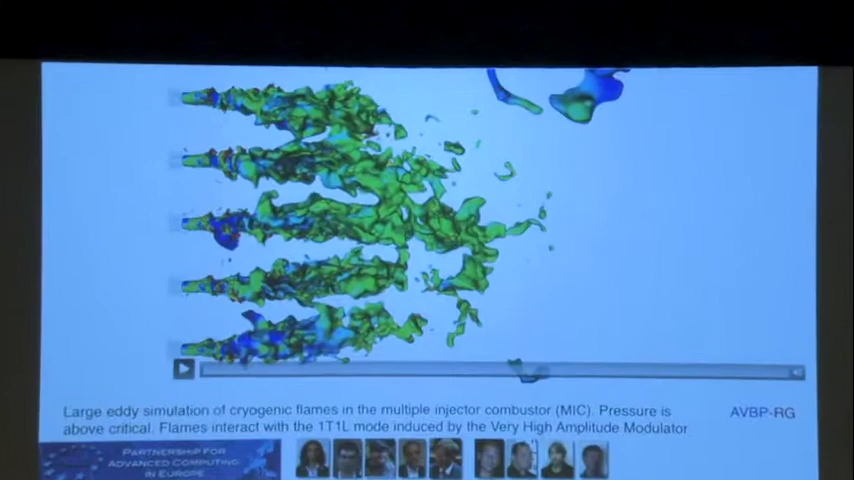 Large eddy simulation of cryogenic flames in the multiple injector combustor (MIC). Pressure is
above critical. Flames interact with the 1T1L mode induced by the Very High Amplitude Modulator
AVBP-RG
PARTNERSHIP FOR
ADVANCED COMPUTING
IN EUROPE